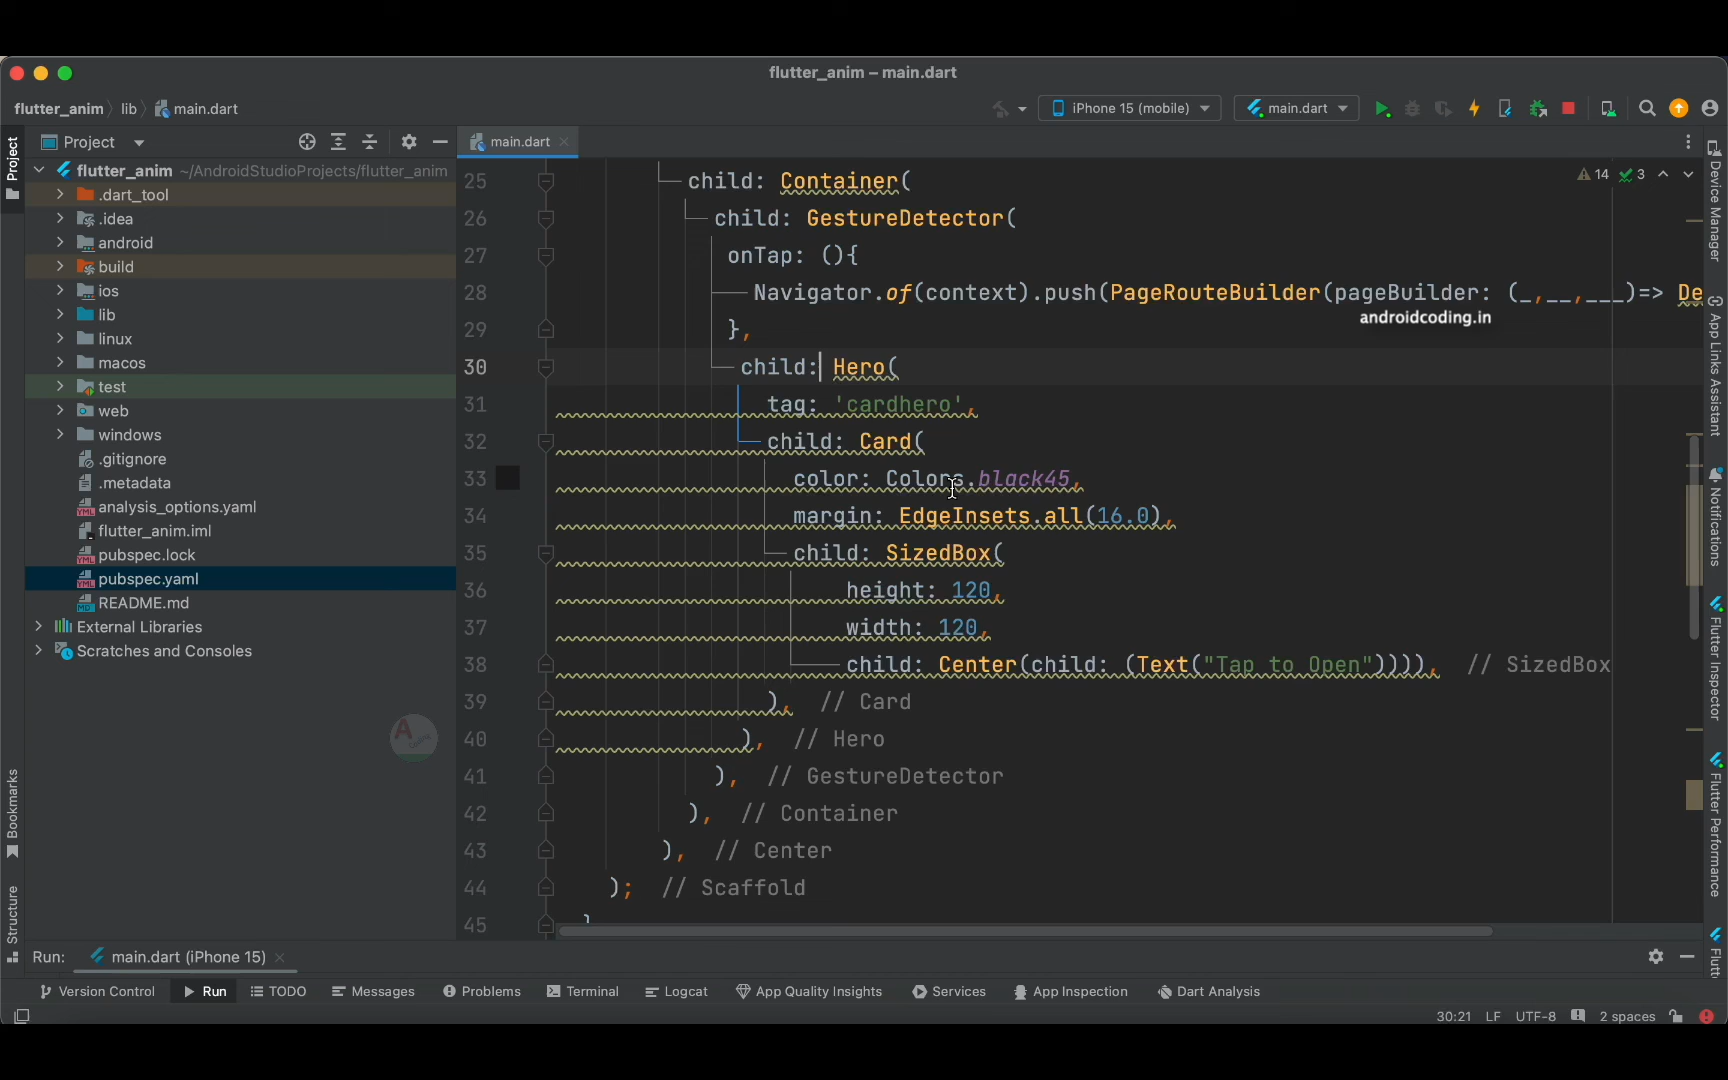 flutter_anim – main.dart
flutter_anim lib main.dart
iPhone 15 (mobile) main.dart
Project
main.dart
flutter_anim ~/AndroidStudioProjects/flutter_anim
.dart_tool
.idea
android
build
ios
lib
linux
macos
test
web
windows
.gitignore
.metadata
analysis_options.yaml
flutter_anim.iml
pubspec.lock
pubspec.yaml
README.md
External Libraries
Scratches and Consoles
14 3
25 child: Container(
26 child: GestureDetector(
27 onTap: (){
28 Navigator.of(context).push(PageRouteBuilder(pageBuilder: (_,__,___)=> De
androidcoding.in
29 },
30 child: Hero(
31 tag: 'cardhero',
32 child: Card(
33 color: Colors.black45,
34 margin: EdgeInsets.all(16.0),
35 child: SizedBox(
36 height: 120,
37 width: 120,
38 child: Center(child: (Text("Tap to Open")))), // SizedBox
39 ), // Card
40 ), // Hero
41 ), // GestureDetector
42 ), // Container
43 ), // Center
44 ); // Scaffold
45 }
Project
Bookmarks
Structure
Device Manager
App Links Assistant
Notifications
Flutter Inspector
Flutter Performance
Flutt
A
Run: main.dart (iPhone 15)
Version Control Run TODO Messages Problems Terminal Logcat App Quality Insights Services App Inspection Dart Analysis
30:21 LF UTF-8 2 spaces